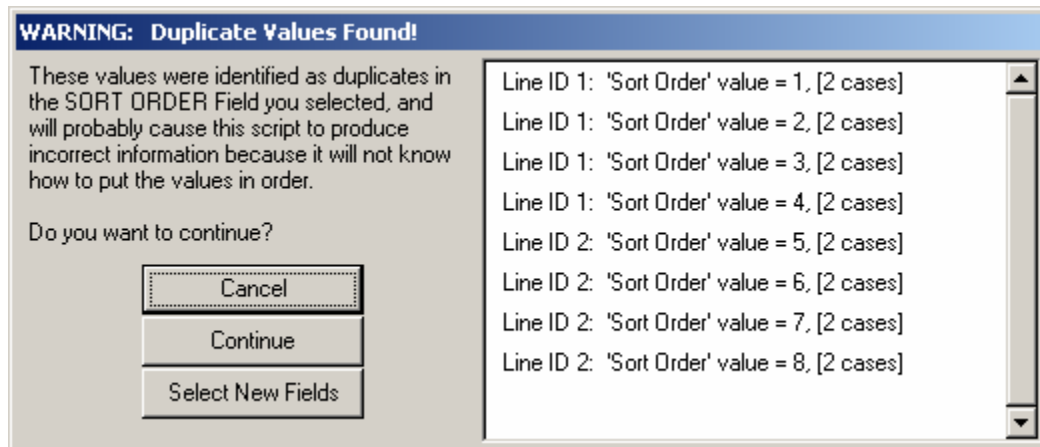 WARNING:  Duplicate Values Found!
These values were identified as duplicates in
the SORT ORDER Field you selected, and
will probably cause this script to produce
incorrect information because it will not know
how to put the values in order.
Do you want to continue?
Cancel
Continue
Select New Fields
Line ID 1:  'Sort Order' value = 1, [2 cases]
Line ID 1:  'Sort Order' value = 2, [2 cases]
Line ID 1:  'Sort Order' value = 3, [2 cases]
Line ID 1:  'Sort Order' value = 4, [2 cases]
Line ID 2:  'Sort Order' value = 5, [2 cases]
Line ID 2:  'Sort Order' value = 6, [2 cases]
Line ID 2:  'Sort Order' value = 7, [2 cases]
Line ID 2:  'Sort Order' value = 8, [2 cases]